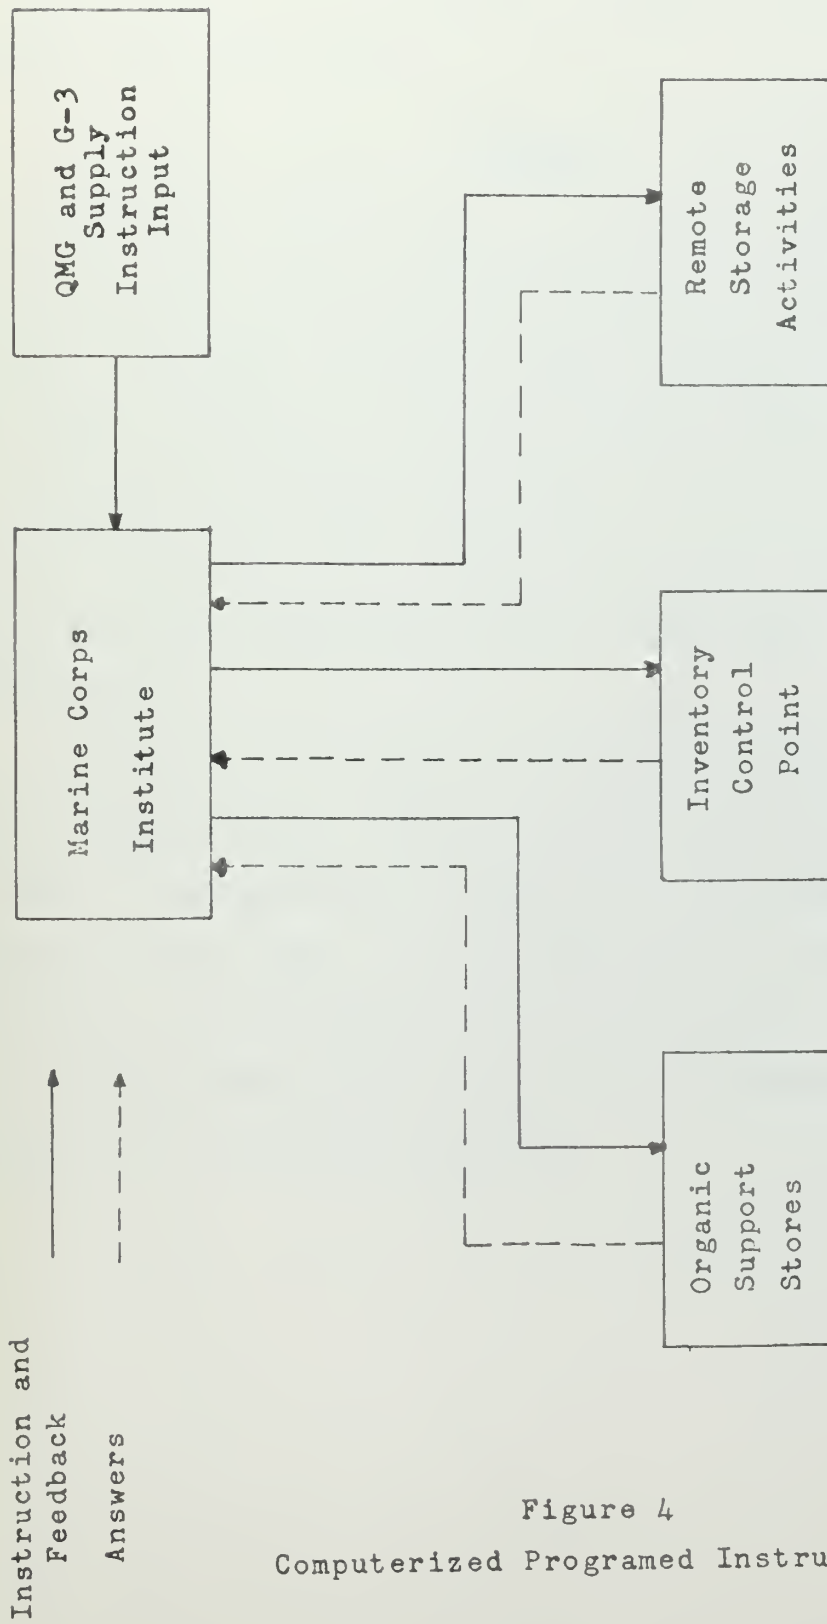 QMG and G-3
Supply
Instruction
Input
Marine Corps
Institute
Remote
Storage
Activities
Inventory
Control
Point
Organic
Support
Stores
Instruction and
Feedback
Answers
Figure 4
Computerized Programed Instru